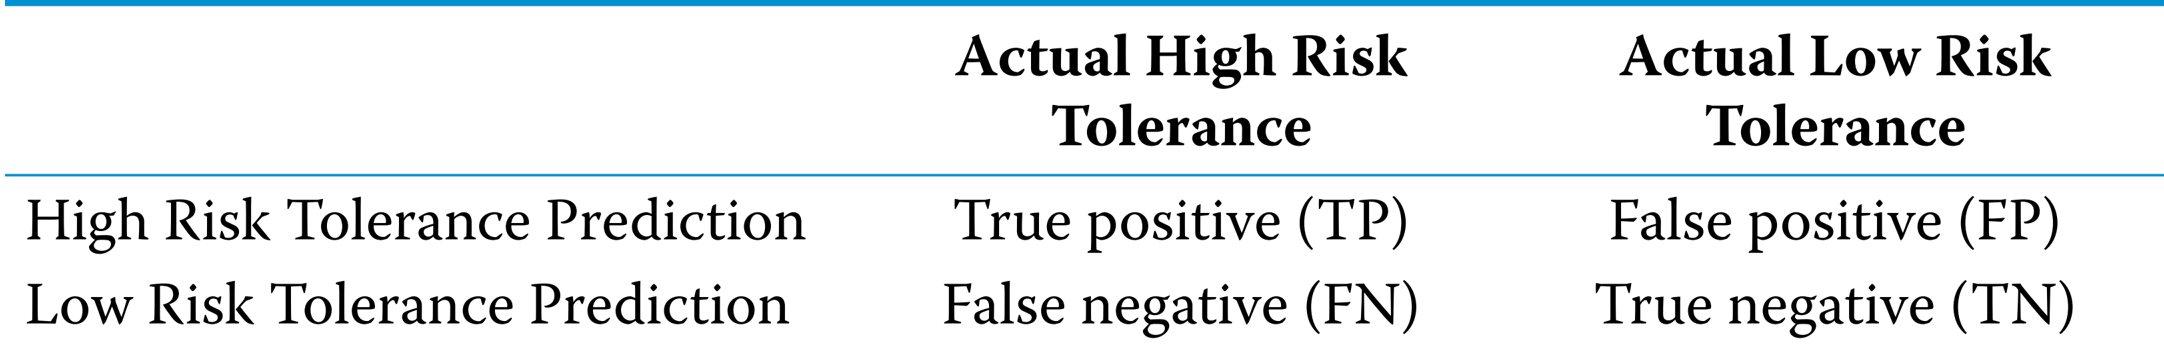 Actual High Risk Tolerance
Actual Low Risk Tolerance
High Risk Tolerance Prediction True positive (TP) False positive (FP)
Low Risk Tolerance Prediction False negative (FN) True negative (TN)